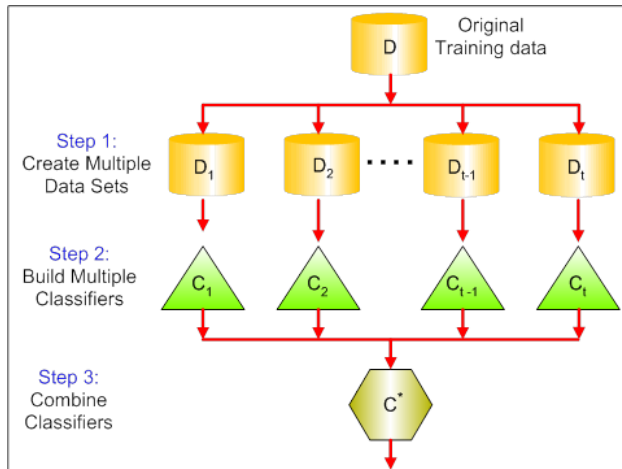 D
Original
Training data
Step 1:
Create Multiple
Data Sets
D₁
D₂
....
Dₜ₋₁
Dₜ
Step 2:
Build Multiple
Classifiers
C₁
C₂
Cₜ₋₁
Cₜ
Step 3:
Combine
Classifiers
C*